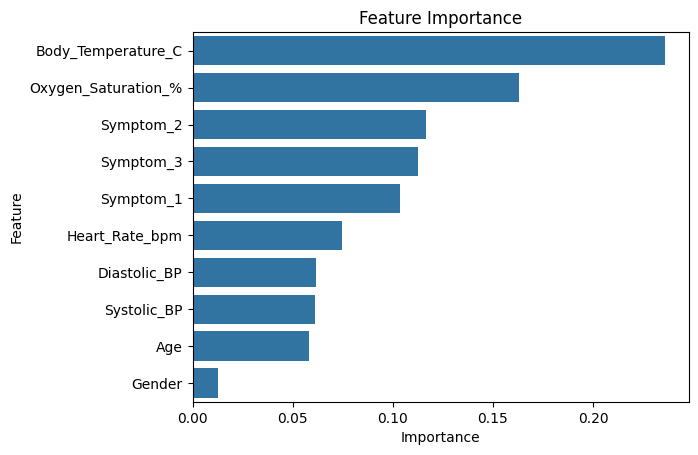 Feature Importance
Body_Temperature_C
Oxygen_Saturation_%
Symptom_2
Symptom_3
Symptom_1
Heart_Rate_bpm
Diastolic_BP
Systolic_BP
Age
Gender
Feature
0.00 0.05 0.10 0.15 0.20
Importance